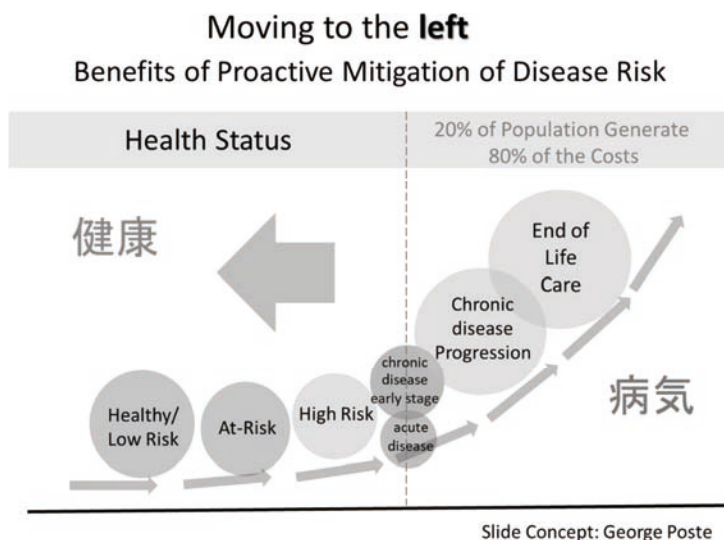 Moving to the left
Benefits of Proactive Mitigation of Disease Risk
Health Status
20% of Population Generate
80% of the Costs
健康
End of
Life
Care
Chronic
disease
Progression
chronic
disease
early stage
acute
disease
High Risk
At-Risk
Healthy/
Low Risk
病気
Slide Concept: George Poste